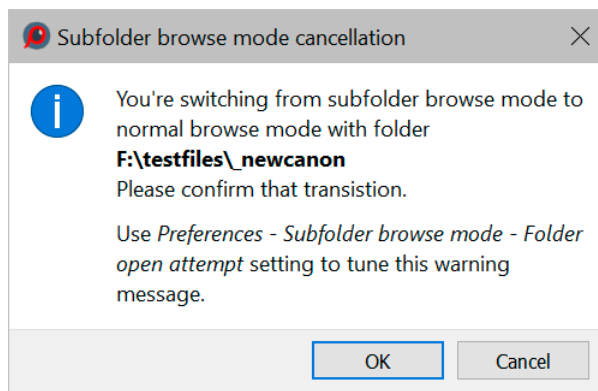 Subfolder browse mode cancellation
You're switching from subfolder browse mode to
normal browse mode with folder
F:\testfiles\_newcanon
Please confirm that transistion.
Use Preferences - Subfolder browse mode - Folder
open attempt setting to tune this warning
message.
OK
Cancel